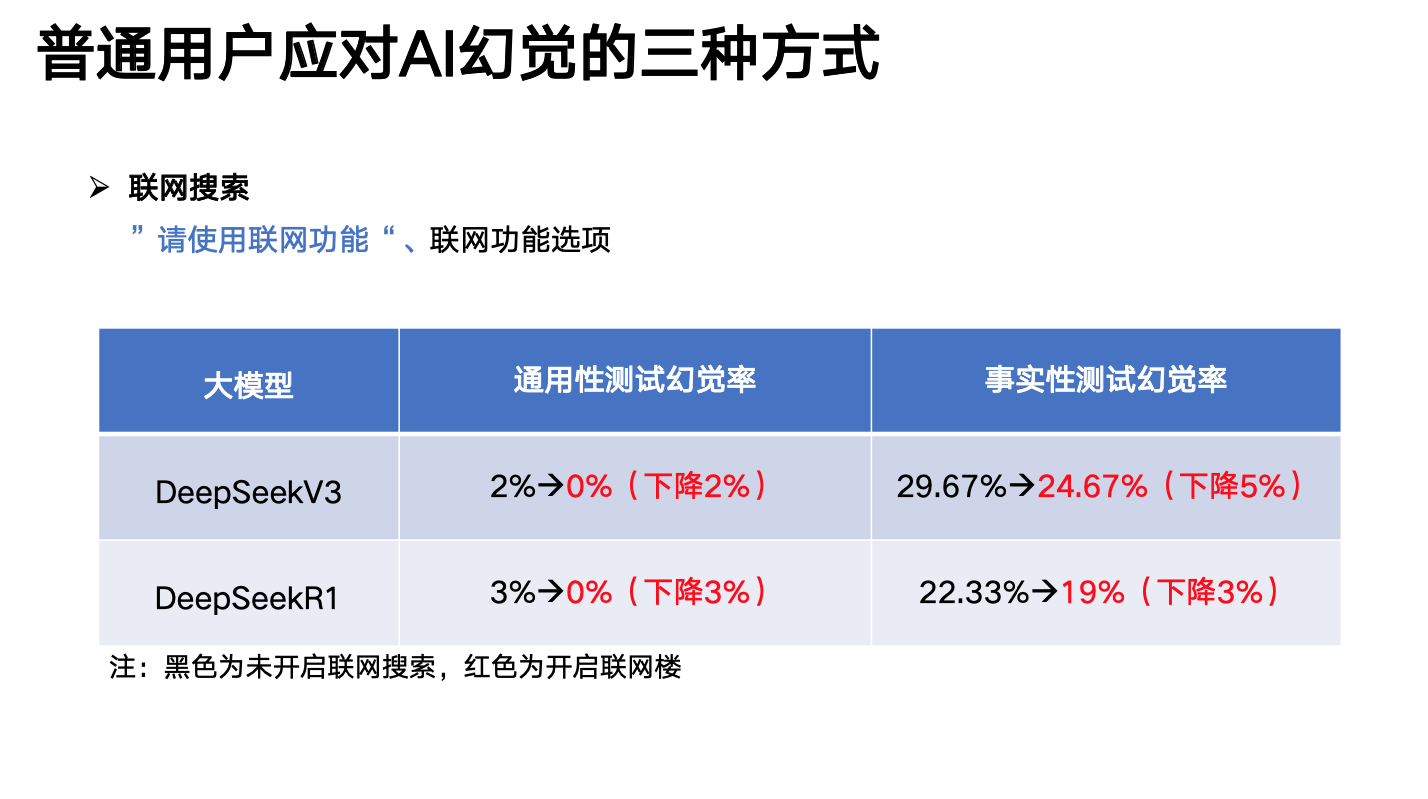 普通用户应对AI幻觉的三种方式
➢ 联网搜索
”请使用联网功能“、联网功能选项
大模型 通用性测试幻觉率 事实性测试幻觉率
DeepSeekV3 2%→0%（下降2%） 29.67%→24.67%（下降5%）
DeepSeekR1 3%→0%（下降3%） 22.33%→19%（下降3%）
注：黑色为未开启联网搜索，红色为开启联网楼